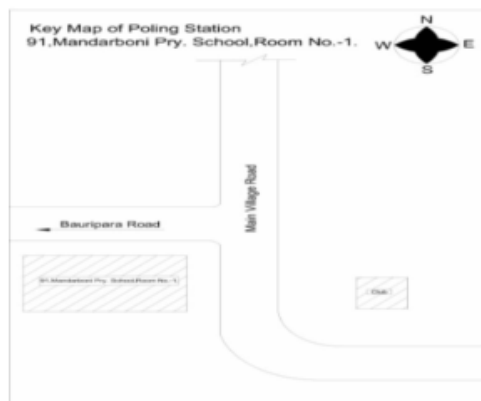 Key Map of Poling Station
91,Mandarboni Pry. School,Room No.-1.
N
W
E
S
Main Village Road
Bauripara Road
91,Mandarboni Pry. School,Room No.-1
Club